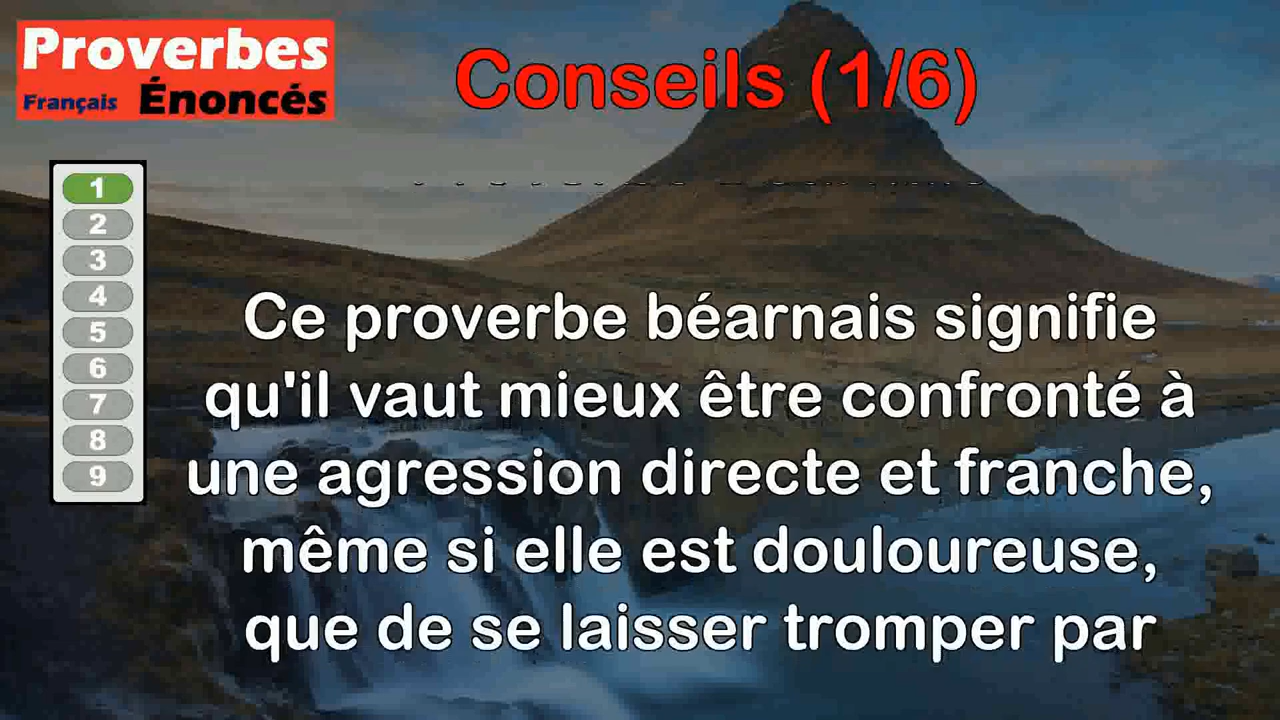 Proverbes
Français Énoncés
Conseils (1/6)
1
2
3
4
5
6
7
8
9
Ce proverbe béarnais signifie
qu'il vaut mieux être confronté à
une agression directe et franche,
même si elle est douloureuse,
que de se laisser tromper par